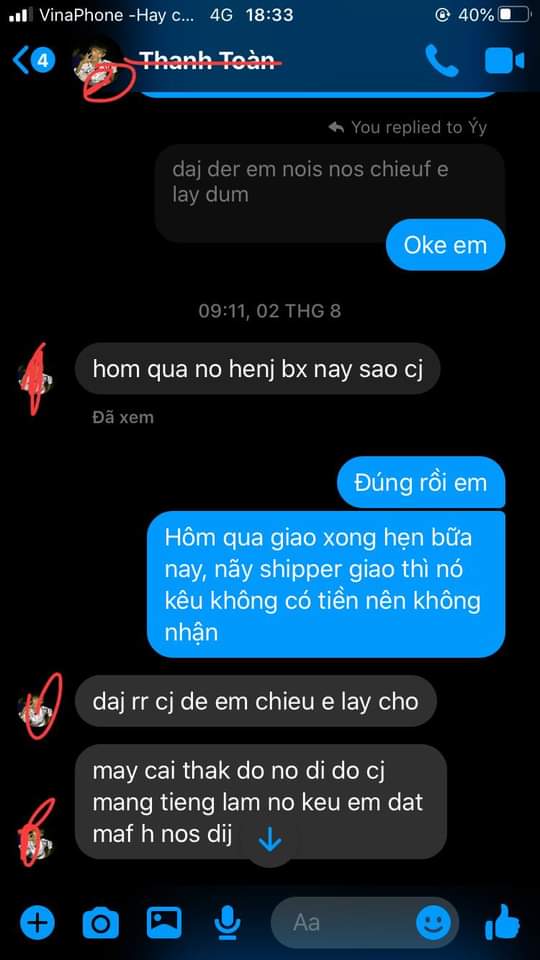 VinaPhone -Hay c... 4G 18:33 40%
4 Thanh Toàn
You replied to Ýy
daj der em nois nos chieuf e
lay dum
Oke em
09:11, 02 THG 8
hom qua no henj bx nay sao cj
Đã xem
Đúng rồi em
Hôm qua giao xong hẹn bữa
nay, nãy shipper giao thì nó
kêu không có tiền nên không
nhận
daj rr cj de em chieu e lay cho
may cai thak do no di do cj
mang tieng lam no keu em dat
maf h nos dij
Aa